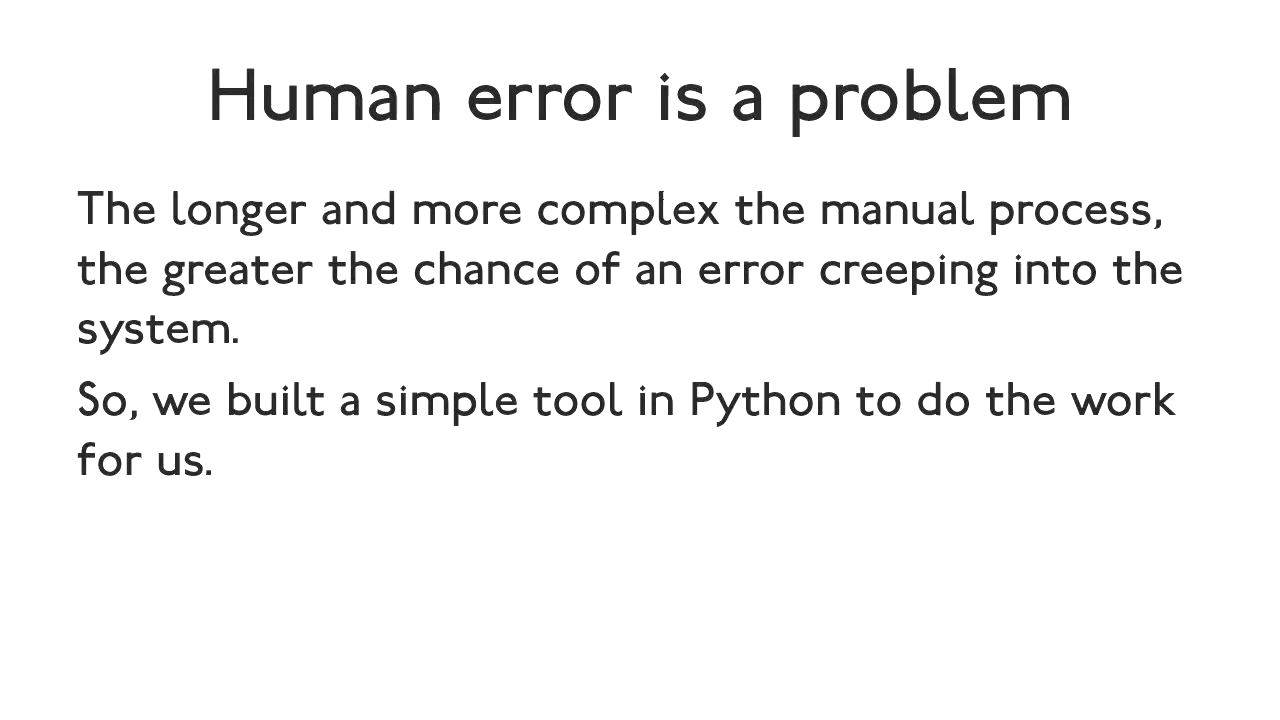 Human error is a problem
The longer and more complex the manual process,
the greater the chance of an error creeping into the
system.
So, we built a simple tool in Python to do the work
for us.